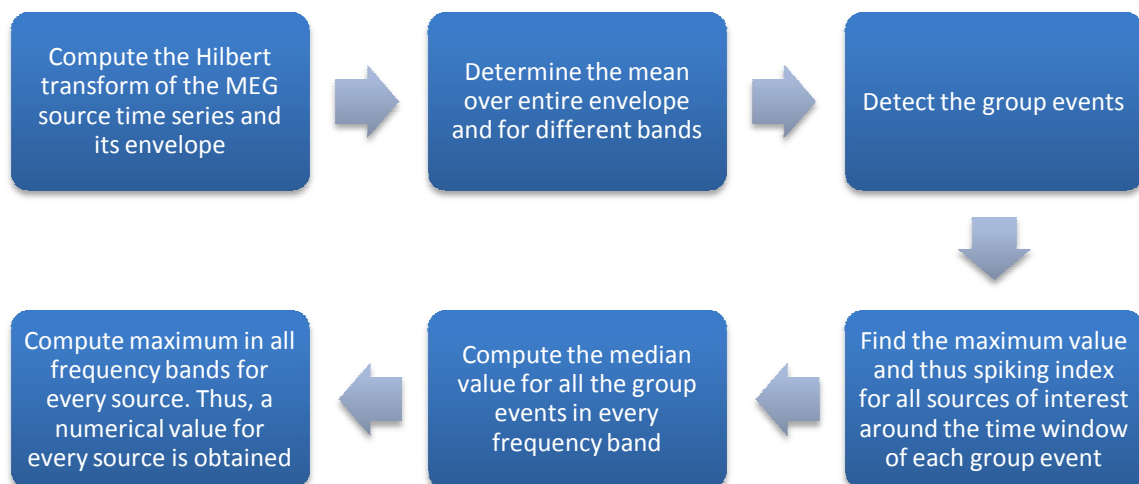 Compute the Hilbert
transform of the MEG
source time series and
its envelope
Determine the mean
over entire envelope
and for different bands
Detect the group events
Find the maximum value
and thus spiking index
for all sources of interest
around the time window
of each group event
Compute the median
value for all the group
events in every
frequency band
Compute maximum in all
frequency bands for
every source. Thus, a
numerical value for
every source is obtained